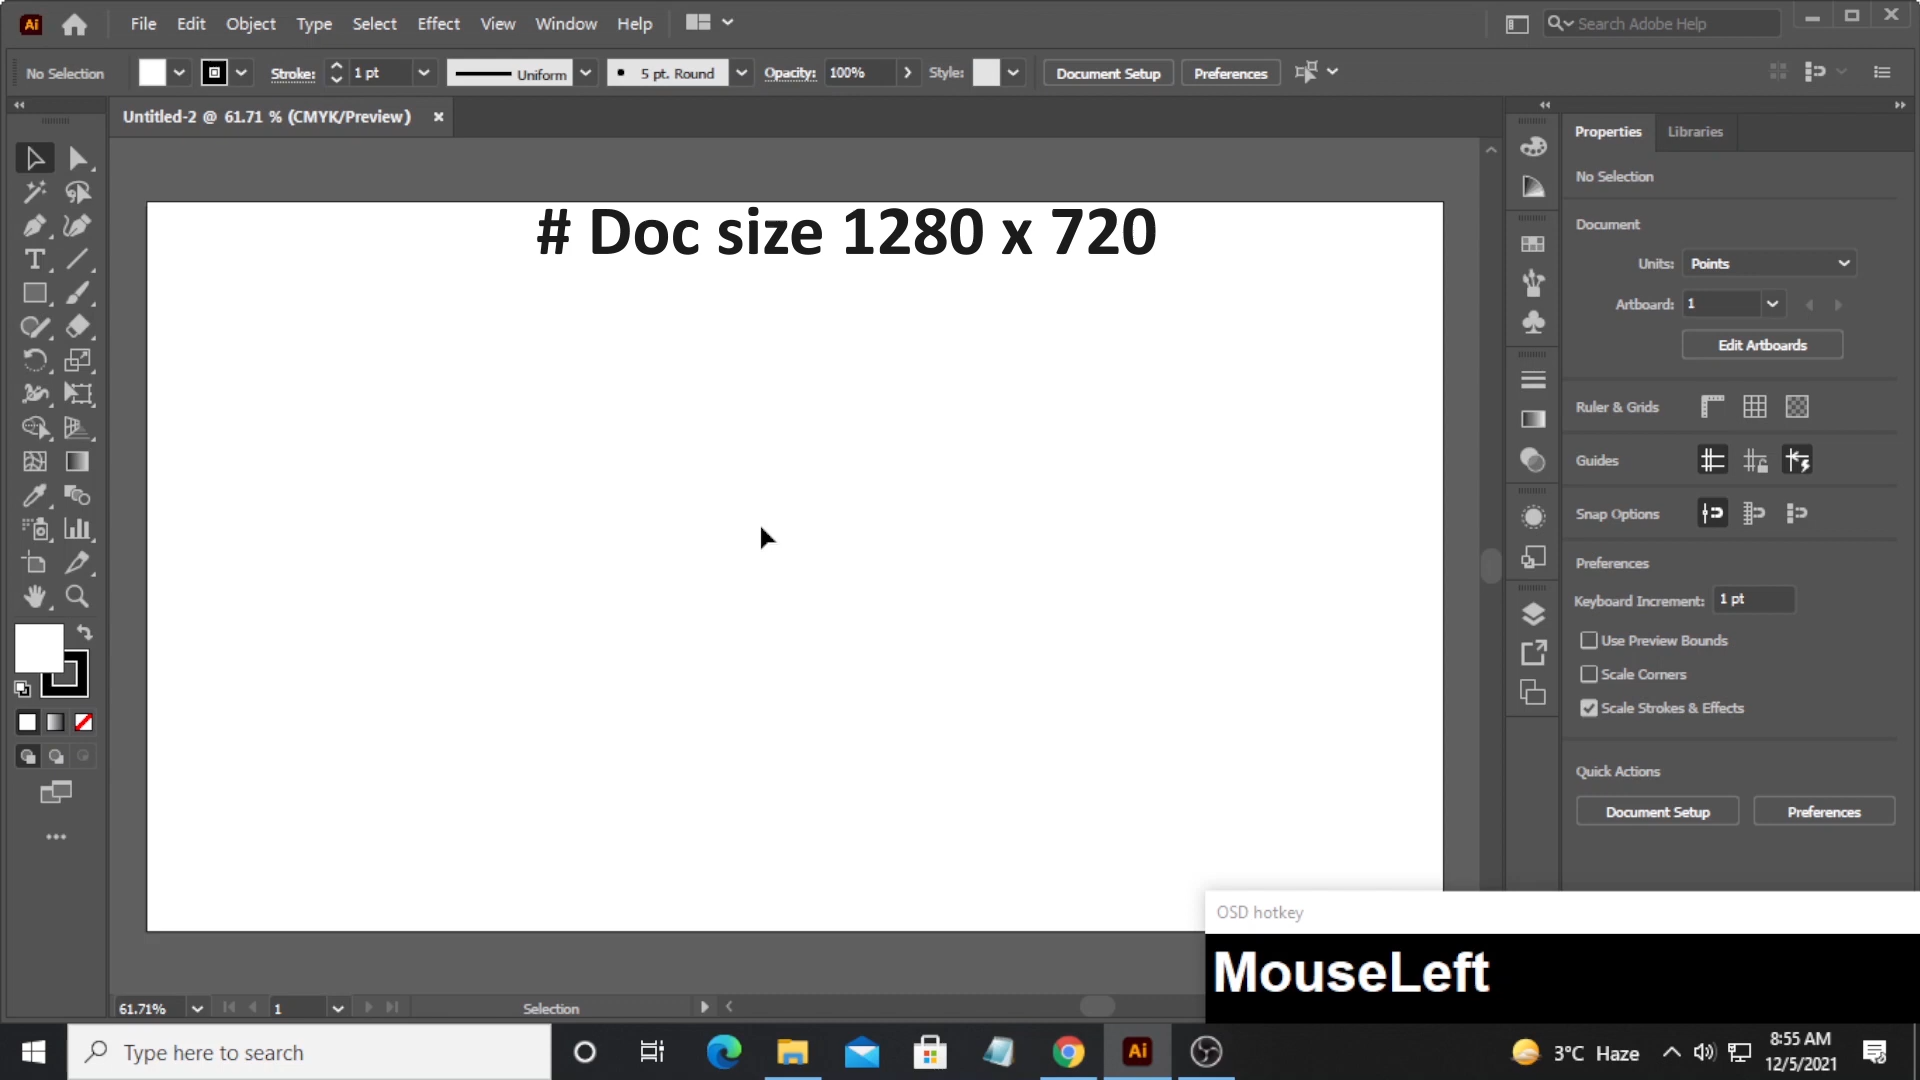 Ai File Edit Object Type Select Effect View Window Help Search Adobe Help
No Selection Stroke: 1 pt Uniform 5 pt. Round Opacity: 100% Style: Document Setup Preferences
Untitled-2 @ 61.71 % (CMYK/Preview) ×
Properties Libraries
No Selection
# Doc size 1280 x 720
Document
Units: Points
Artboard: 1
Edit Artboards
Ruler & Grids
Guides
Snap Options
Preferences
Keyboard Increment: 1 pt
Use Preview Bounds
Scale Corners
Scale Strokes & Effects
Quick Actions
Document Setup Preferences
OSD hotkey
MouseLeft
61.71% 1 Selection
Type here to search
Ai
3°C Haze
8:55 AM
12/5/2021